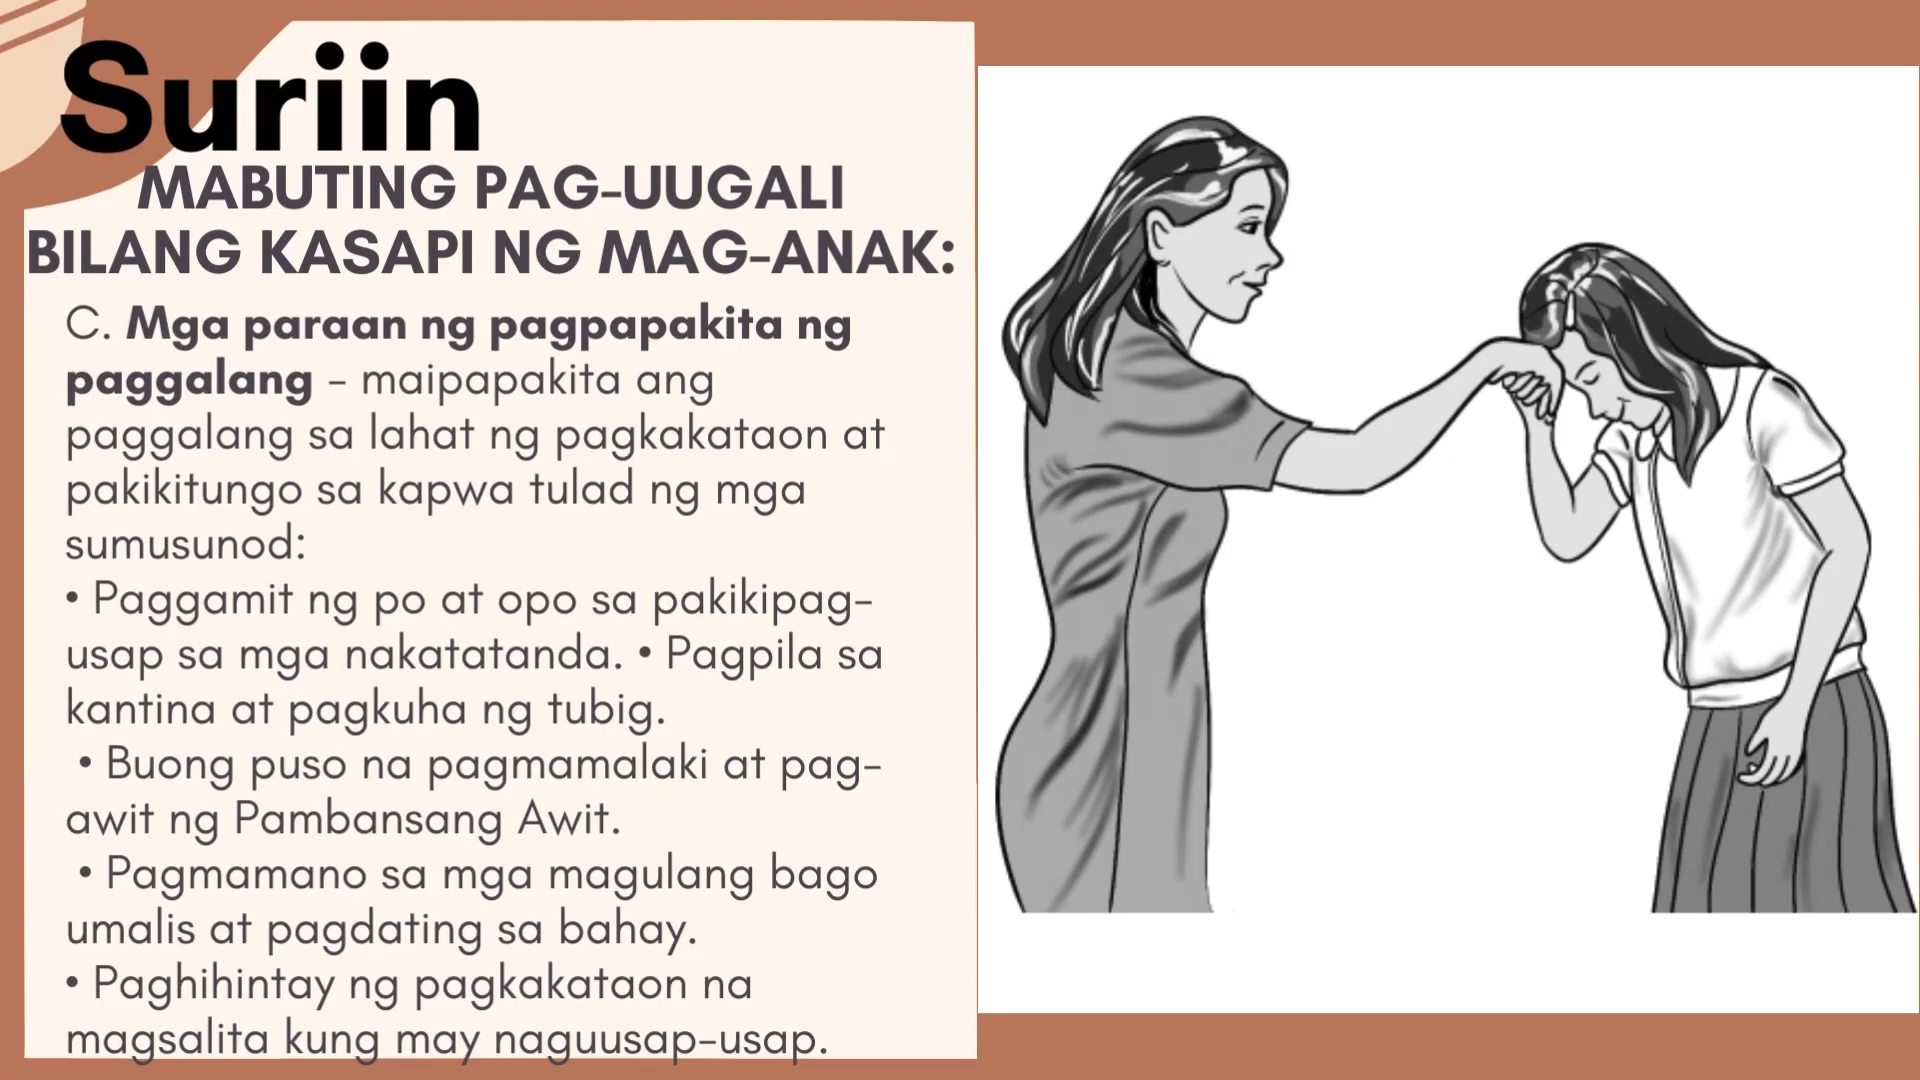 Suriin
MABUTING PAG-UUGALI
BILANG KASAPI NG MAG-ANAK:
C. Mga paraan ng pagpapakita ng
paggalang - maipapakita ang
paggalang sa lahat ng pagkakataon at
pakikitungo sa kapwa tulad ng mga
sumusunod:
• Paggamit ng po at opo sa pakikipag-
usap sa mga nakatatanda. • Pagpila sa
kantina at pagkuha ng tubig.
• Buong puso na pagmamalaki at pag-
awit ng Pambansang Awit.
• Pagmamano sa mga magulang bago
umalis at pagdating sa bahay.
• Paghihintay ng pagkakataon na
magsalita kung may naguusap-usap.